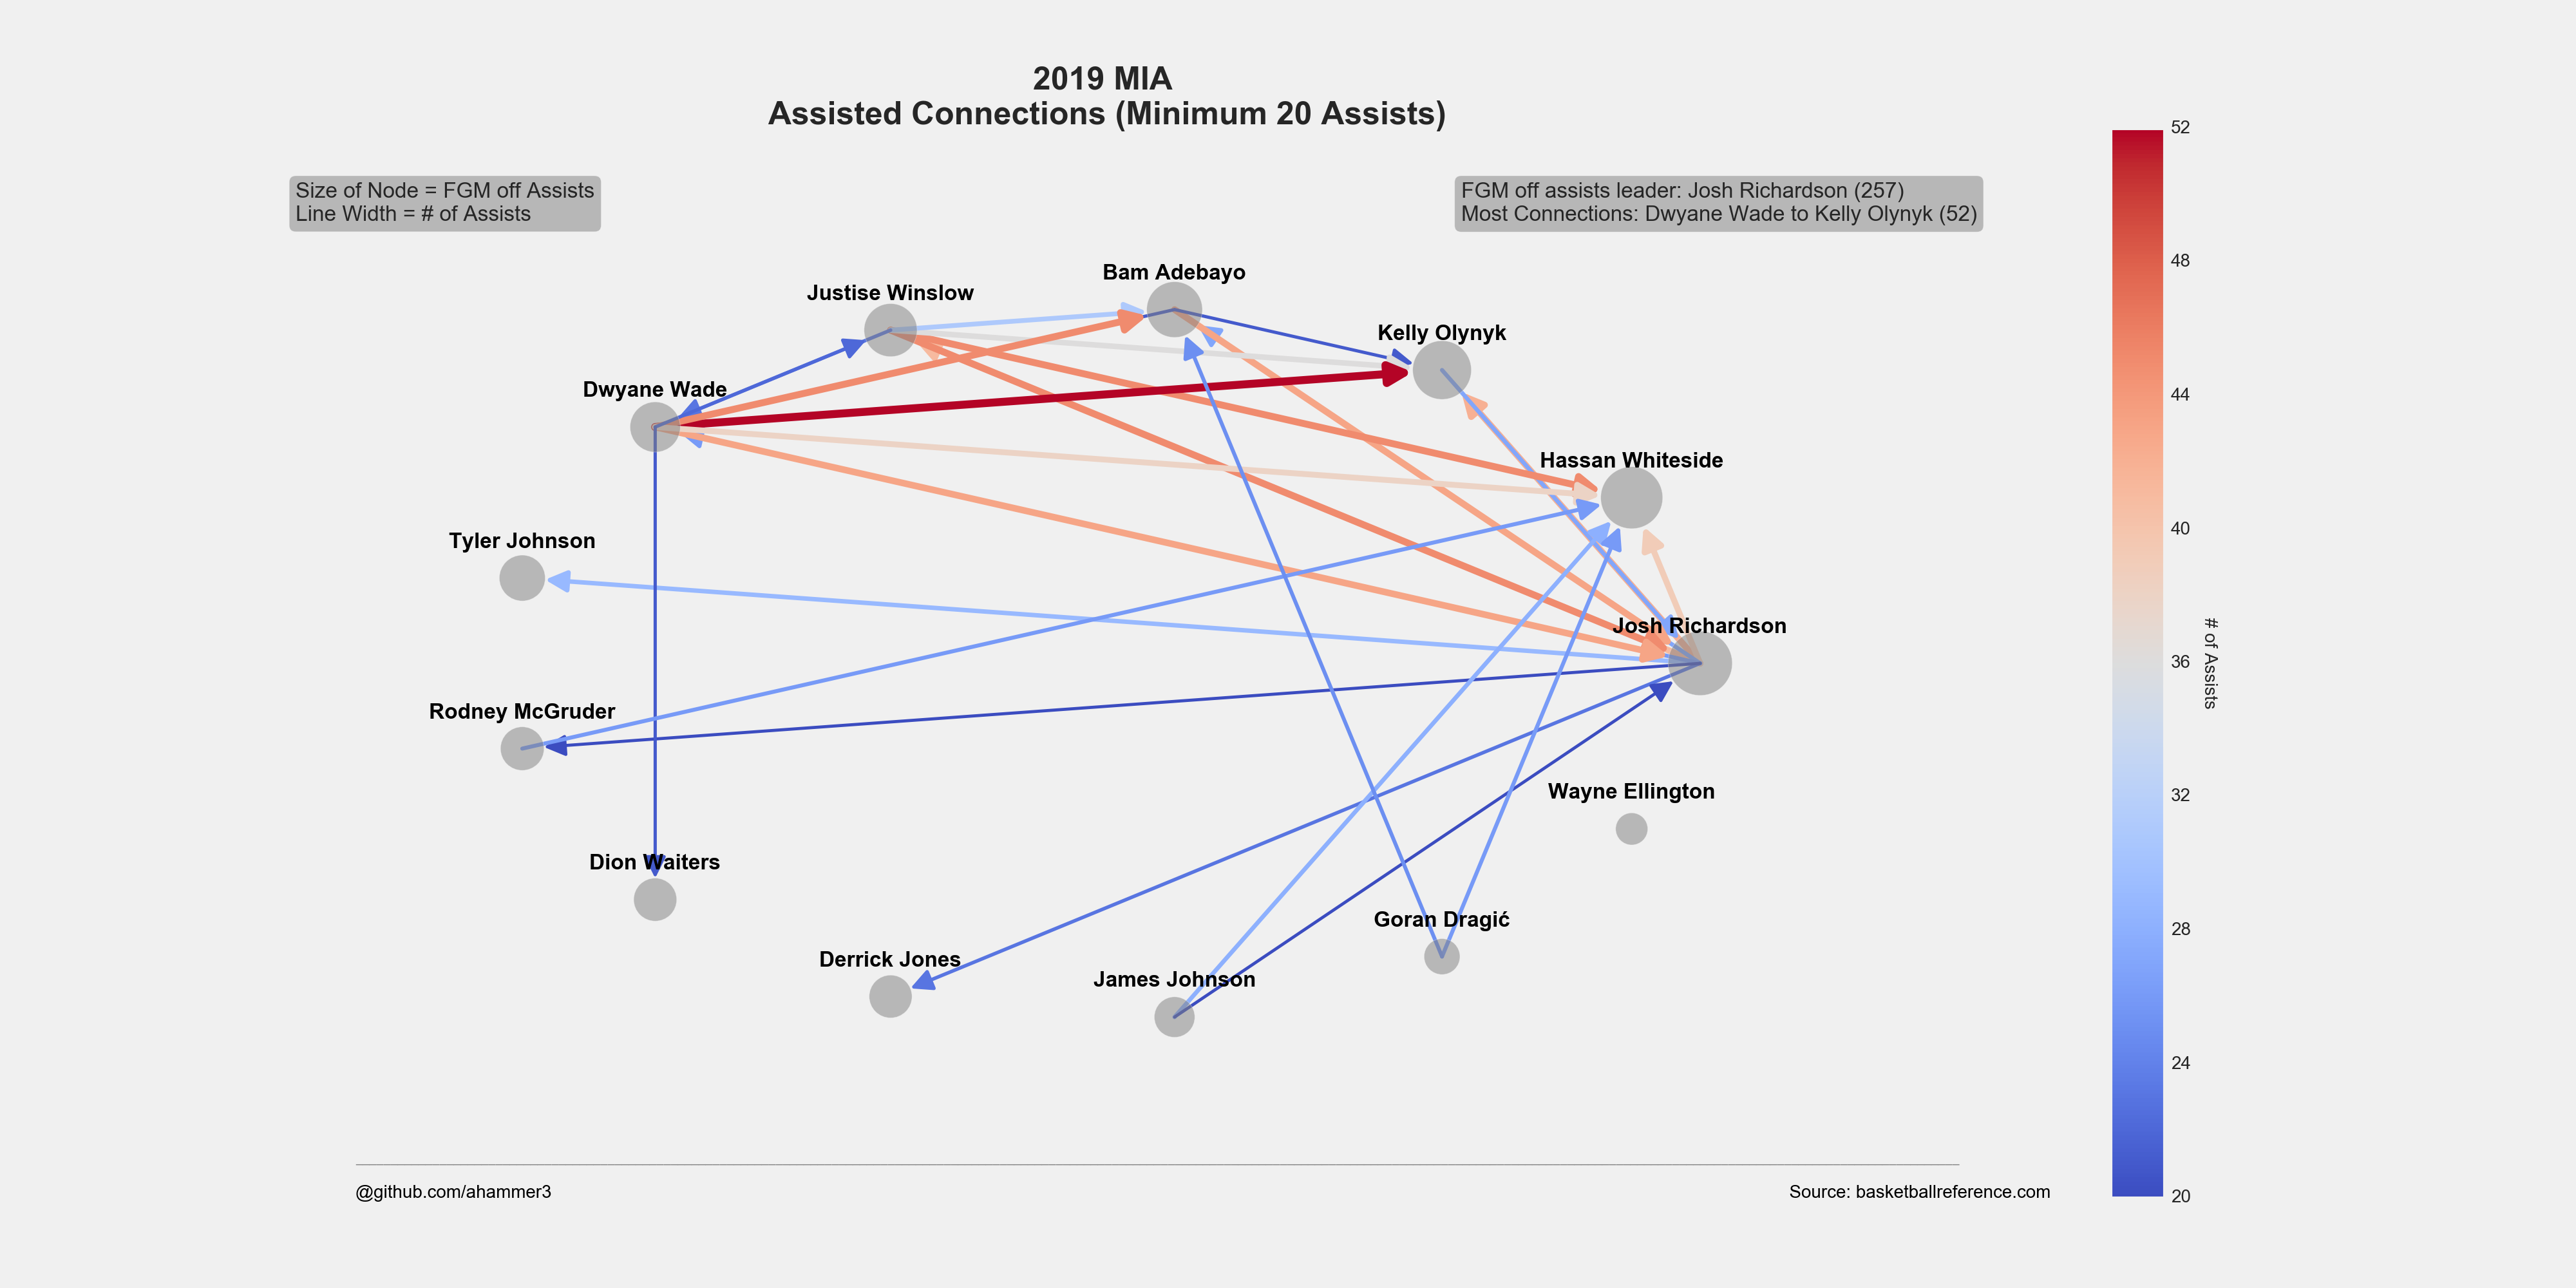 2019 MIA
Assisted Connections (Minimum 20 Assists)
Size of Node = FGM off Assists
Line Width = # of Assists
FGM off assists leader: Josh Richardson (257)
Most Connections: Dwyane Wade to Kelly Olynyk (52)
Bam Adebayo
Justise Winslow
Kelly Olynyk
Dwyane Wade
Hassan Whiteside
Tyler Johnson
Josh Richardson
Rodney McGruder
Wayne Ellington
Dion Waiters
Goran Dragić
Derrick Jones
James Johnson
52
48
44
40
36
32
28
24
20
# of Assists
@github.com/ahammer3
Source: basketballreference.com